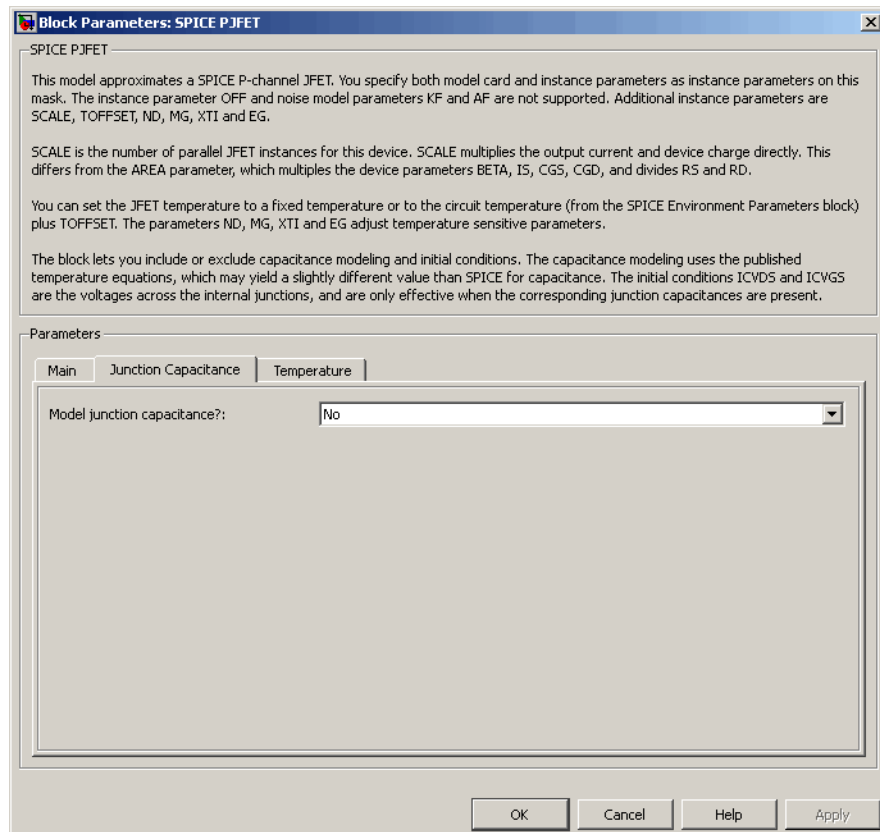 Block Parameters: SPICE PJFET
SPICE PJFET
This model approximates a SPICE P-channel JFET. You specify both model card and instance parameters as instance parameters on this
mask. The instance parameter OFF and noise model parameters KF and AF are not supported. Additional instance parameters are
SCALE, TOFFSET, ND, MG, XTI and EG.
SCALE is the number of parallel JFET instances for this device. SCALE multiplies the output current and device charge directly. This
differs from the AREA parameter, which multiplies the device parameters BETA, IS, CGS, CGD, and divides RS and RD.
You can set the JFET temperature to a fixed temperature or to the circuit temperature (from the SPICE Environment Parameters block)
plus TOFFSET. The parameters ND, MG, XTI and EG adjust temperature sensitive parameters.
The block lets you include or exclude capacitance modeling and initial conditions. The capacitance modeling uses the published
temperature equations, which may yield a slightly different value than SPICE for capacitance. The initial conditions ICVDS and ICVGS
are the voltages across the internal junctions, and are only effective when the corresponding junction capacitances are present.
Parameters
Main Junction Capacitance Temperature
Model junction capacitance?: No
OK Cancel Help Apply